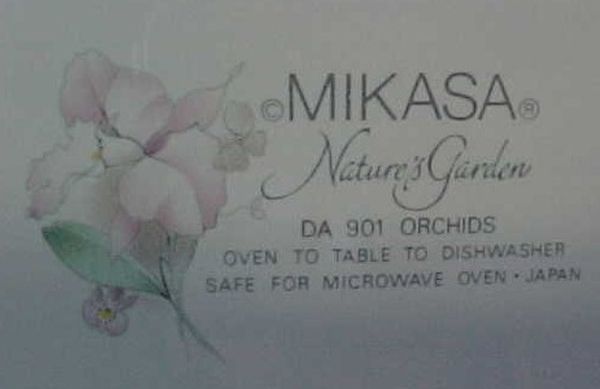 ©MIKASA®
Nature's Garden
DA 901 ORCHIDS
OVEN TO TABLE TO DISHWASHER
SAFE FOR MICROWAVE OVEN · JAPAN